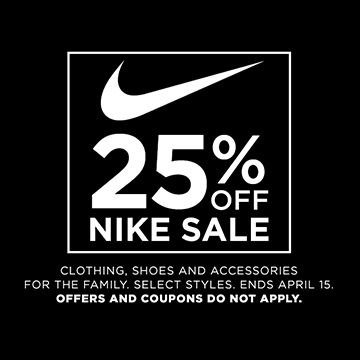 25% OFF
NIKE SALE
CLOTHING, SHOES AND ACCESSORIES
FOR THE FAMILY. SELECT STYLES. ENDS APRIL 15.
OFFERS AND COUPONS DO NOT APPLY.